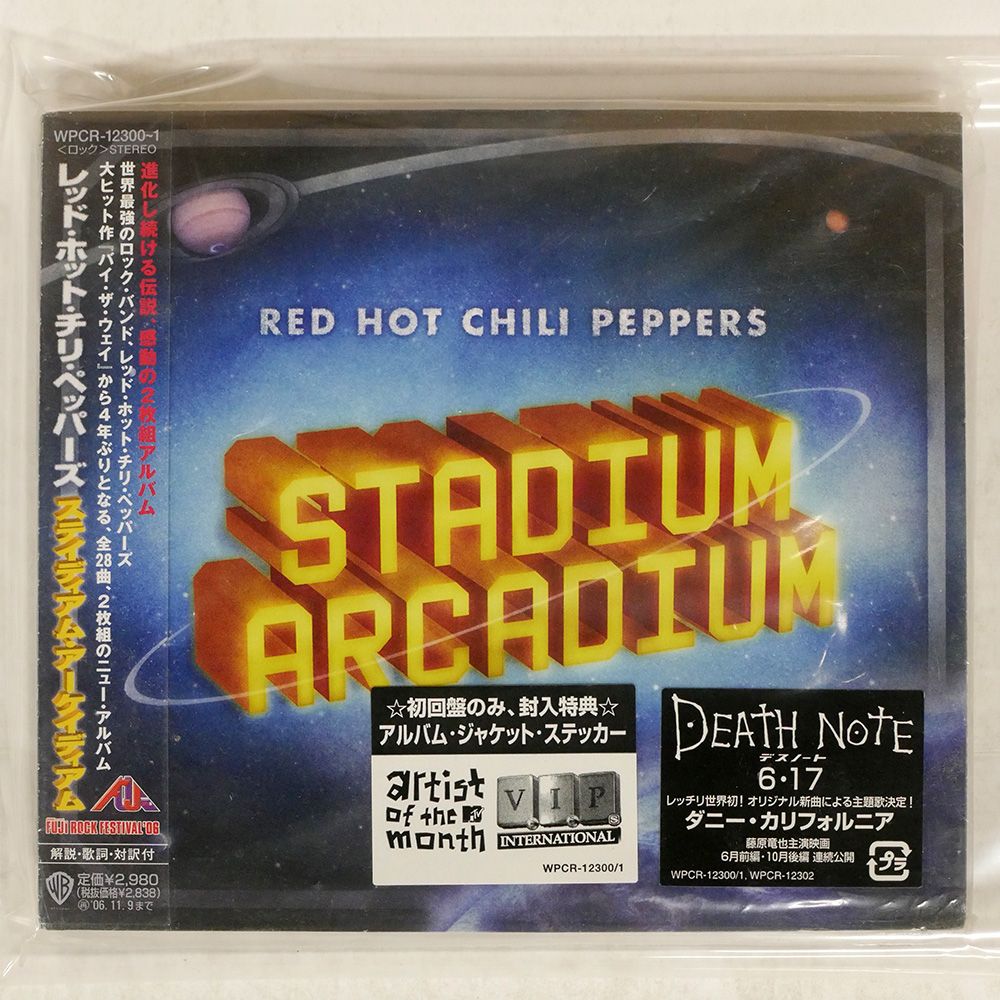 WPCR-12300~1
<ロック>STEREO
進化し続ける伝説、感動の2枚組アルバム
世界最強のロック・バンド、レッド・ホット・チリ・ペッパーズ
大ヒット作『バイ・ザ・ウェイ』から4年ぶりとなる、全28曲、2枚組のニュー・アルバム
レッド・ホット・チリ・ペッパーズ
ステイディアム・アーケイディアム
FUJI ROCK FESTIVAL'06
解説・歌詞・対訳付
WB
定価¥2,980
(税抜価格¥2,838)
再'06.11.9まで
RED HOT CHILI PEPPERS
STADIUM
ARCADIUM
☆初回盤のみ、封入特典☆
アルバム・ジャケット・ステッカー
artist
of the
month
MTV
V.I.P.s
INTERNATIONAL
WPCR-12300/1
DEATH NOTE
デスノート
6・17
レッチリ世界初!オリジナル新曲による主題歌決定!
ダニー・カリフォルニア
藤原竜也主演映画
6月前編・10月後編 連続公開
WPCR-12300/1, WPCR-12302
プラ